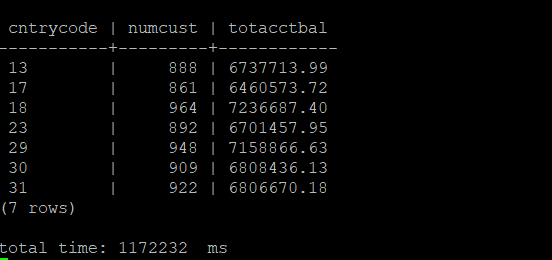 cntrycode | numcust | totacctbal
-----------+---------+------------
13 | 888 | 6737713.99
17 | 861 | 6460573.72
18 | 964 | 7236687.40
23 | 892 | 6701457.95
29 | 948 | 7158866.63
30 | 909 | 6808436.13
31 | 922 | 6806670.18
(7 rows)
total time: 1172232  ms